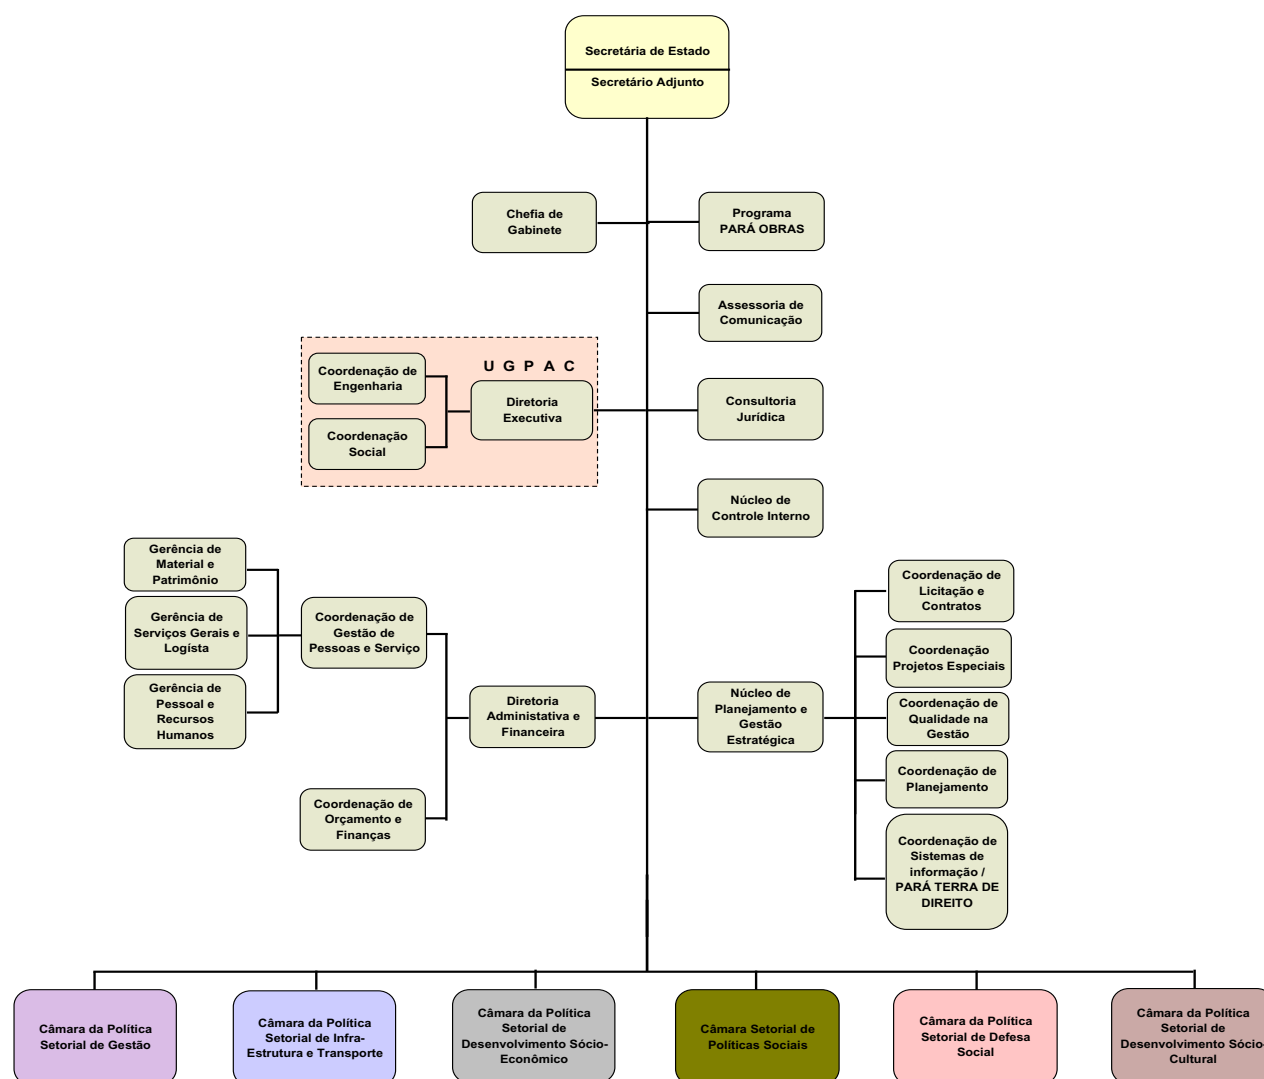 Secretária de Estado
Secretário Adjunto
Chefia de
Gabinete
Programa
PARÁ OBRAS
Assessoria de
Comunicação
U G P A C
Coordenação de
Engenharia
Diretoria
Executiva
Coordenação
Social
Consultoria
Jurídica
Núcleo de
Controle Interno
Gerência de
Material e
Patrimônio
Gerência de
Serviços Gerais e
Logísta
Gerência de
Pessoal e
Recursos
Humanos
Coordenação de
Gestão de
Pessoas e Serviço
Diretoria
Administativa e
Financeira
Coordenação de
Orçamento e
Finanças
Núcleo de
Planejamento e
Gestão
Estratégica
Coordenação de
Licitação e
Contratos
Coordenação
Projetos Especiais
Coordenação de
Qualidade na
Gestão
Coordenação de
Planejamento
Coordenação de
Sistemas de
informação /
PARÁ TERRA DE
DIREITO
Câmara da Política
Setorial de Gestão
Câmara da Política
Setorial de Infra-
Estrutura e Transporte
Câmara da Política
Setorial de
Desenvolvimento Sócio-
Econômico
Câmara Setorial de
Políticas Sociais
Câmara da Política
Setorial de Defesa
Social
Câmara da Política
Setorial de
Desenvolvimento Sócio-
Cultural